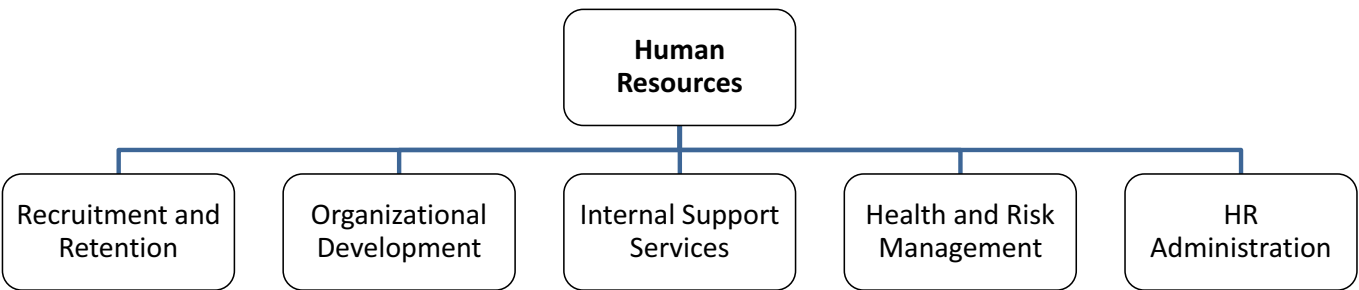 Human
Resources
Recruitment and
Retention
Organizational
Development
Internal Support
Services
Health and Risk
Management
HR
Administration